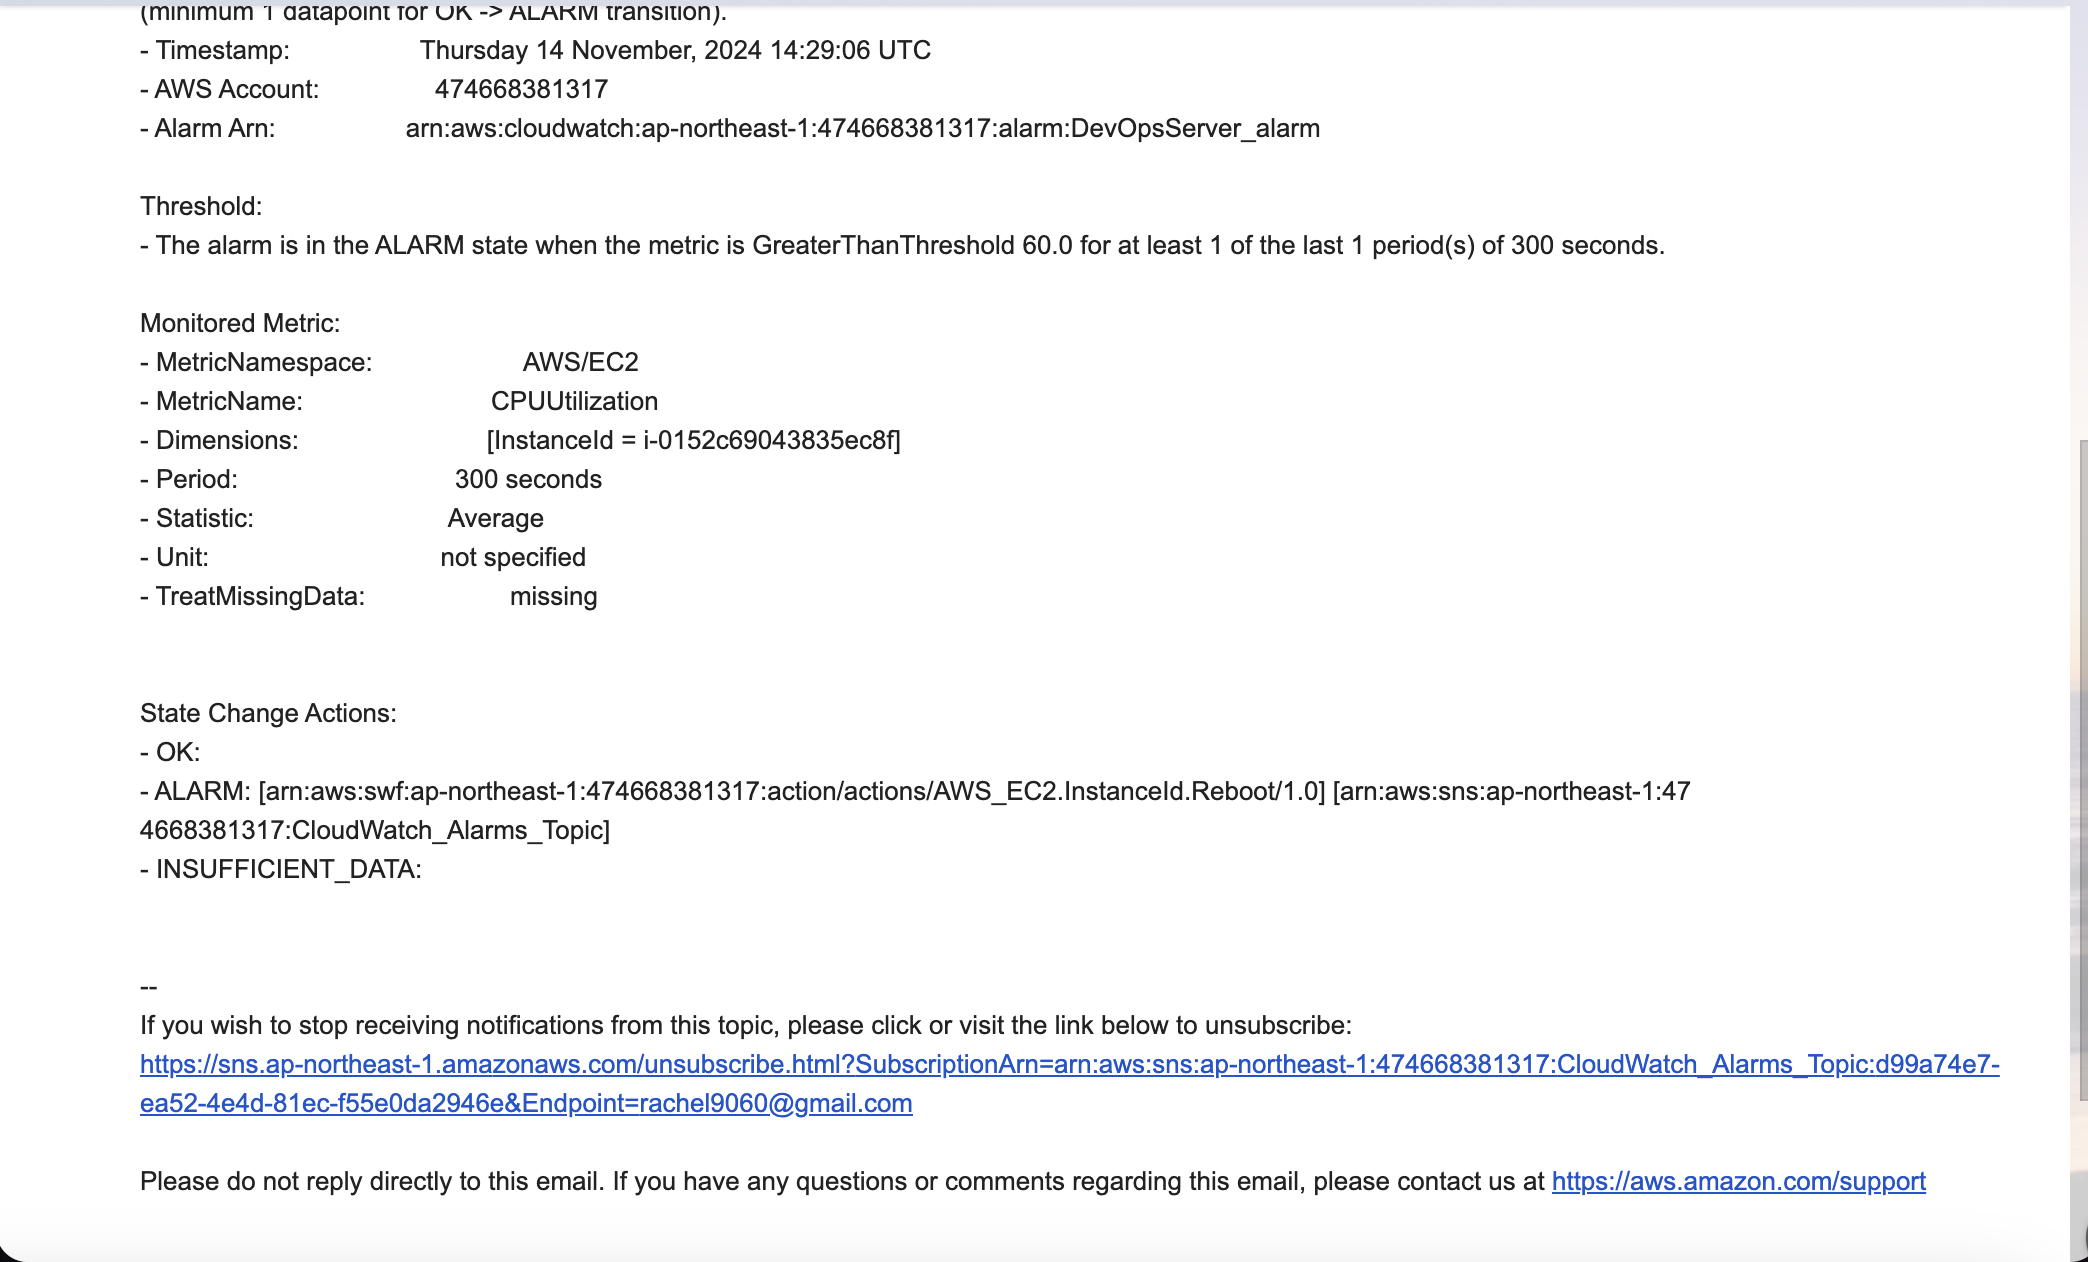 (minimum 1 datapoint for OK -> ALARM transition).
- Timestamp: Thursday 14 November, 2024 14:29:06 UTC
- AWS Account: 474668381317
- Alarm Arn: arn:aws:cloudwatch:ap-northeast-1:474668381317:alarm:DevOpsServer_alarm
Threshold:
- The alarm is in the ALARM state when the metric is GreaterThanThreshold 60.0 for at least 1 of the last 1 period(s) of 300 seconds.
Monitored Metric:
- MetricNamespace: AWS/EC2
- MetricName: CPUUtilization
- Dimensions: [InstanceId = i-0152c69043835ec8f]
- Period: 300 seconds
- Statistic: Average
- Unit: not specified
- TreatMissingData: missing
State Change Actions:
- OK:
- ALARM: [arn:aws:swf:ap-northeast-1:474668381317:action/actions/AWS_EC2.InstanceId.Reboot/1.0] [arn:aws:sns:ap-northeast-1:47
4668381317:CloudWatch_Alarms_Topic]
- INSUFFICIENT_DATA:
--
If you wish to stop receiving notifications from this topic, please click or visit the link below to unsubscribe:
https://sns.ap-northeast-1.amazonaws.com/unsubscribe.html?SubscriptionArn=arn:aws:sns:ap-northeast-1:474668381317:CloudWatch_Alarms_Topic:d99a74e7-
ea52-4e4d-81ec-f55e0da2946e&Endpoint=rachel9060@gmail.com
Please do not reply directly to this email. If you have any questions or comments regarding this email, please contact us at https://aws.amazon.com/support